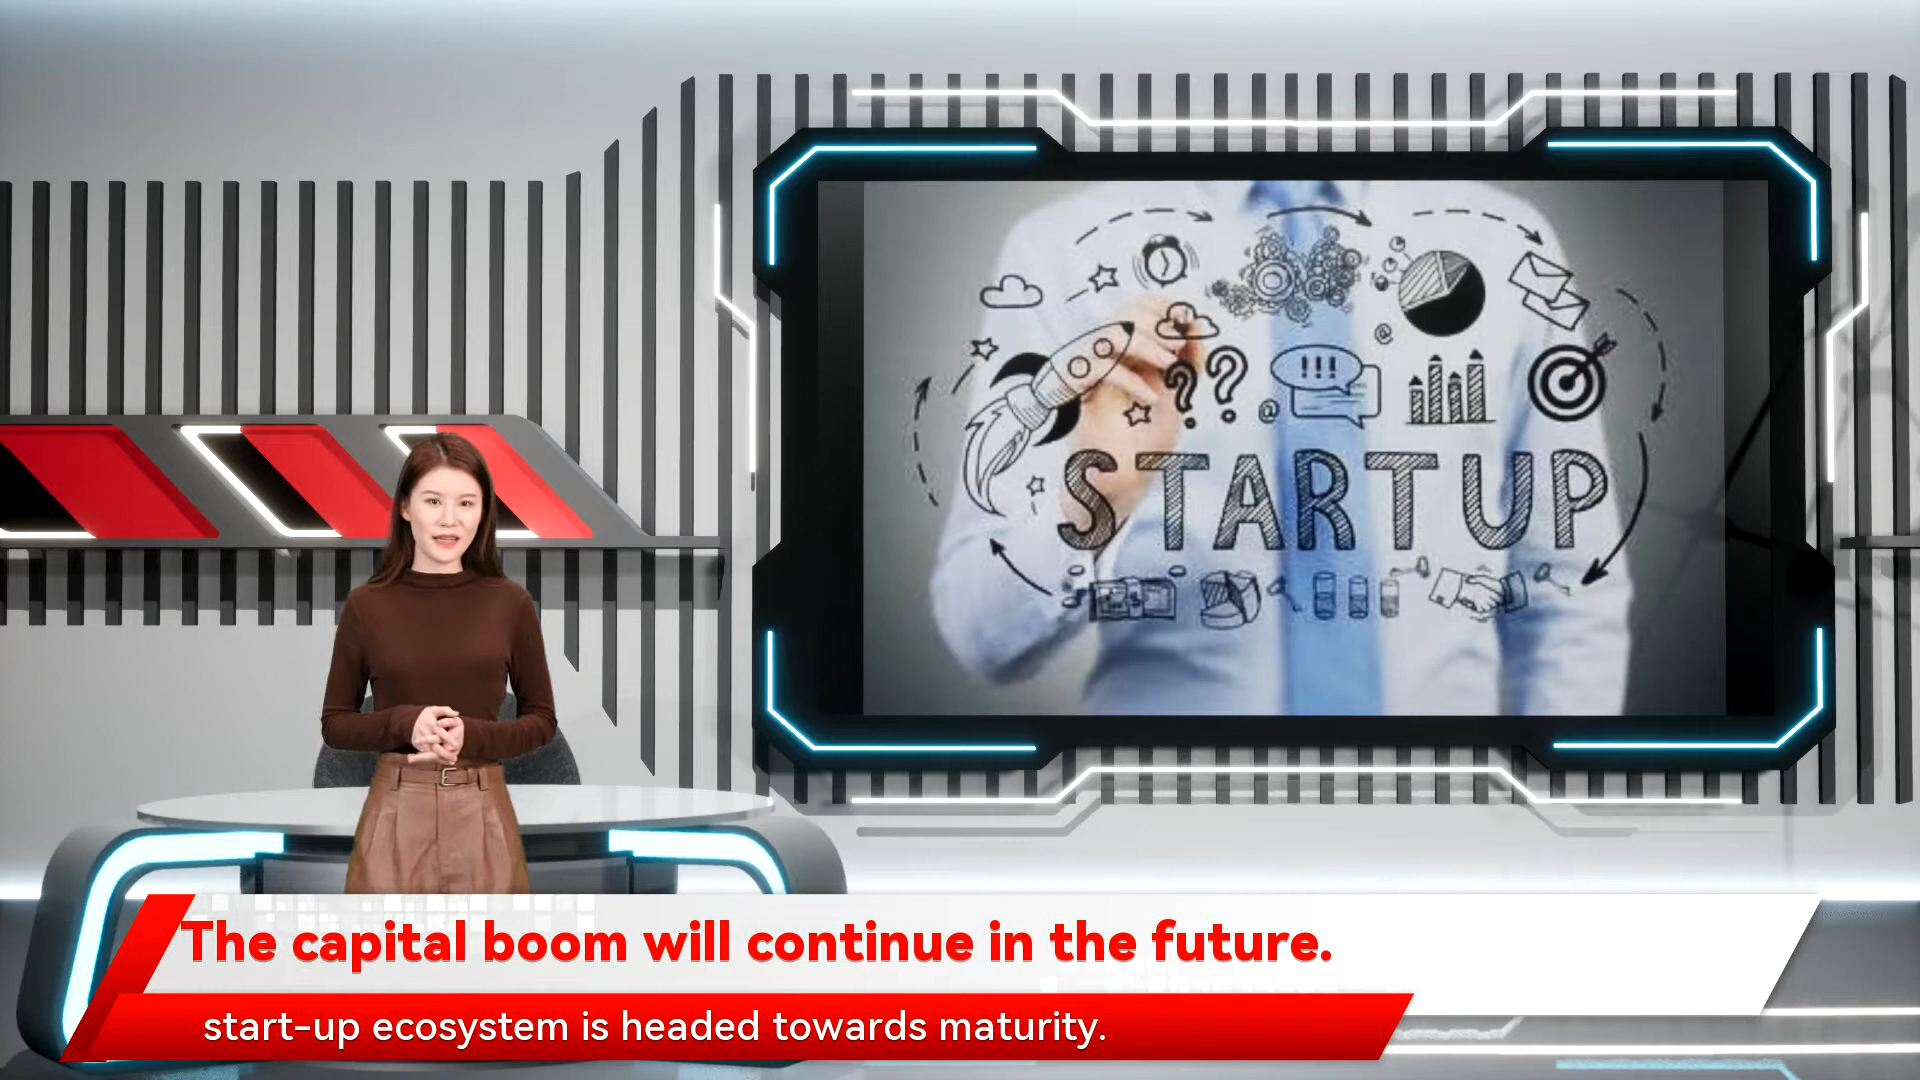 ?? !!!
@
@
STARTUP
The capital boom will continue in the future.
start-up ecosystem is headed towards maturity.